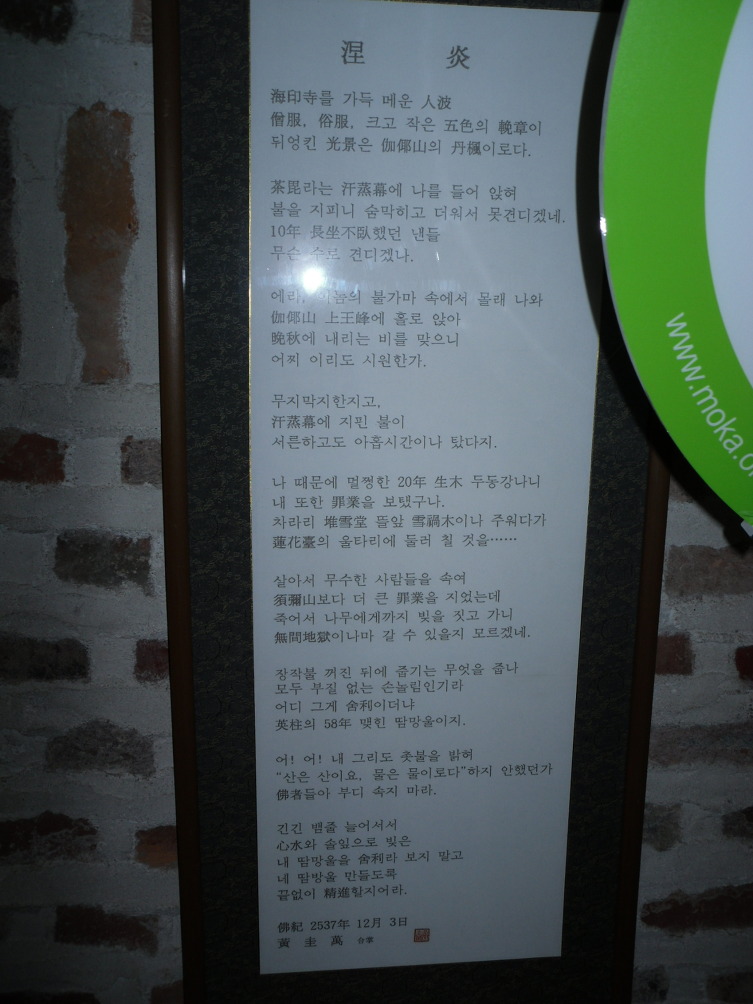 涅 炎
海印寺를 가득 메운 人波
僧服, 俗服, 크고 작은 五色의 輓章이
뒤엉킨 光景은 伽倻山의 丹楓이로다.
茶毘라는 汗蒸幕에 나를 들어 앉혀
불을 지피니 숨막히고 더워서 못견디겠네.
10年 長坐不臥했던 낸들
무슨 수로 견디겠나.
에라, 이놈의 불가마 속에서 몰래 나와
伽倻山 上王峰에 홀로 앉아
晩秋에 내리는 비를 맞으니
어찌 이리도 시원한가.
무지막지한지고,
汗蒸幕에 지핀 불이
서른하고도 아홉시간이나 탔다지.
나 때문에 멀쩡한 20年 生木 두동강나니
내 또한 罪業을 보탰구나.
차라리 堆雪堂 뜰앞 雪禍木이나 주워다가
蓮花臺의 울타리에 둘러 칠 것을……
살아서 무수한 사람들을 속여
須彌山보다 더 큰 罪業을 지었는데
죽어서 나무에게까지 빚을 짓고 가니
無間地獄이나마 갈 수 있을지 모르겠네.
장작불 꺼진 뒤에 줍기는 무엇을 줍나
모두 부질 없는 손놀림인기라
어디 그게 舍利이더냐
英柱의 58年 맺힌 땀망울이지.
어! 어! 내 그리도 촛불을 밝혀
"산은 산이요, 물은 물이로다"하지 안했던가
佛者들아 부디 속지 마라.
긴긴 뱀줄 늘어서서
心水와 솔잎으로 빚은
내 땀망울을 舍利라 보지 말고
네 땀방울 만들도록
끝없이 精進할지어라.
佛紀 2537年 12月 3日
黃 圭 萬 合掌
www.moka.o